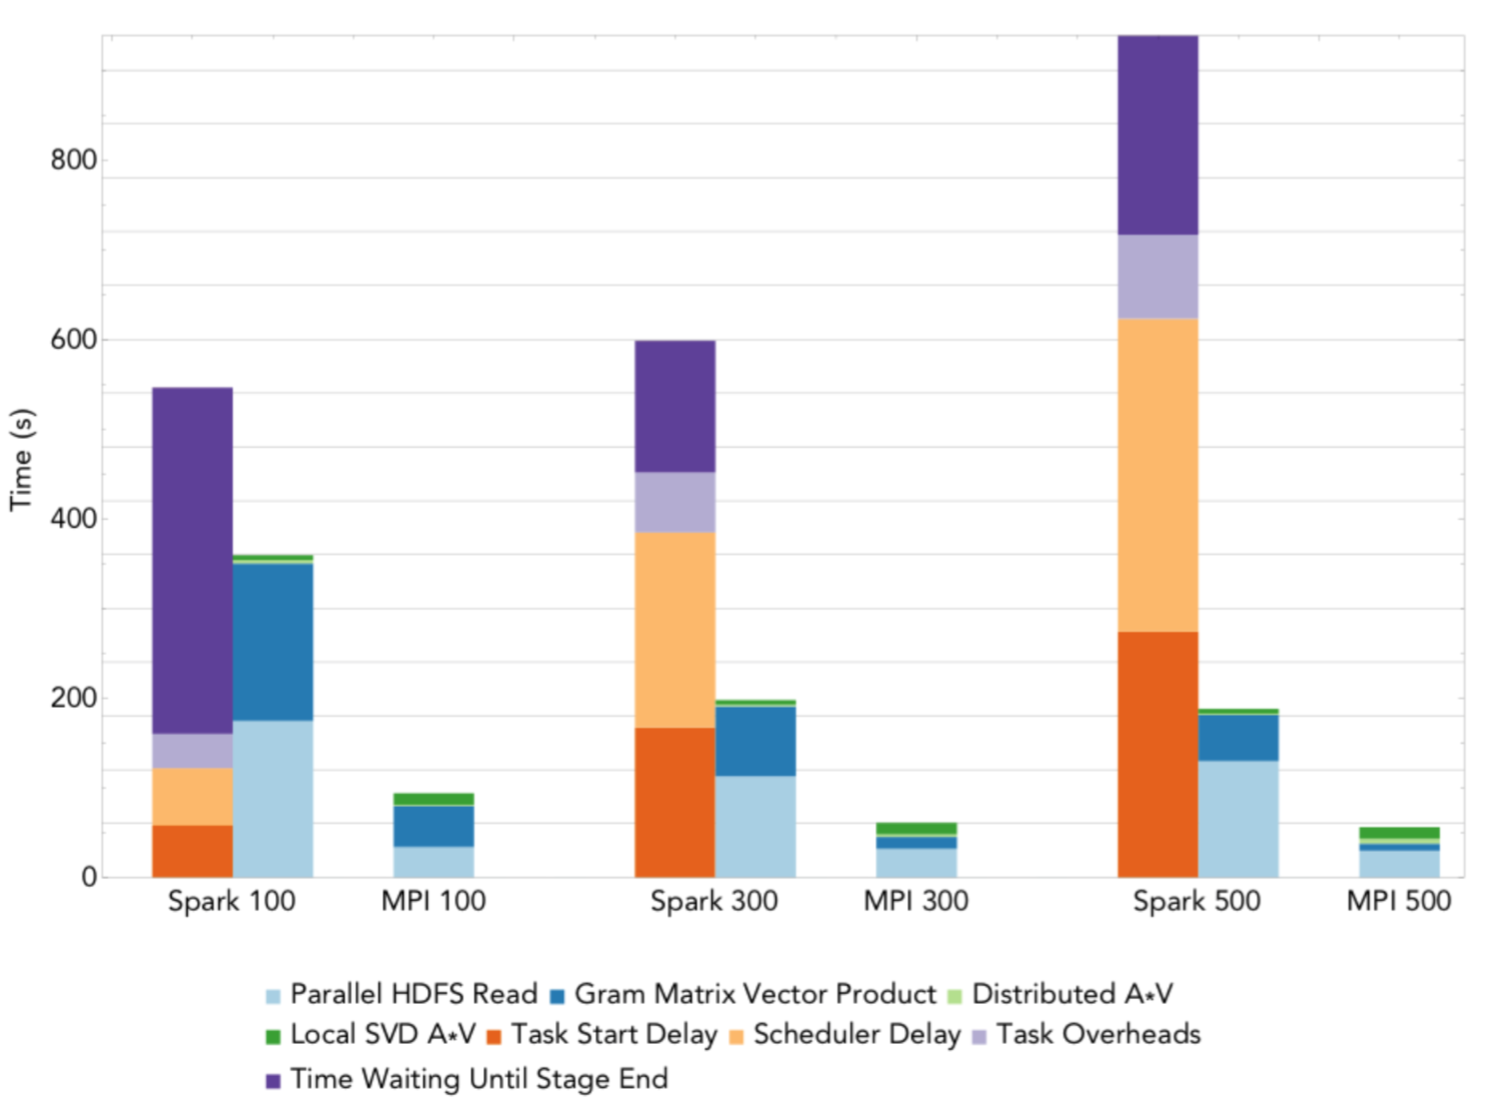 800
600
400
200
0
Time (s)
Spark 100 MPI 100 Spark 300 MPI 300 Spark 500 MPI 500
Parallel HDFS Read Gram Matrix Vector Product Distributed A*V
Local SVD A*V Task Start Delay Scheduler Delay Task Overheads
Time Waiting Until Stage End